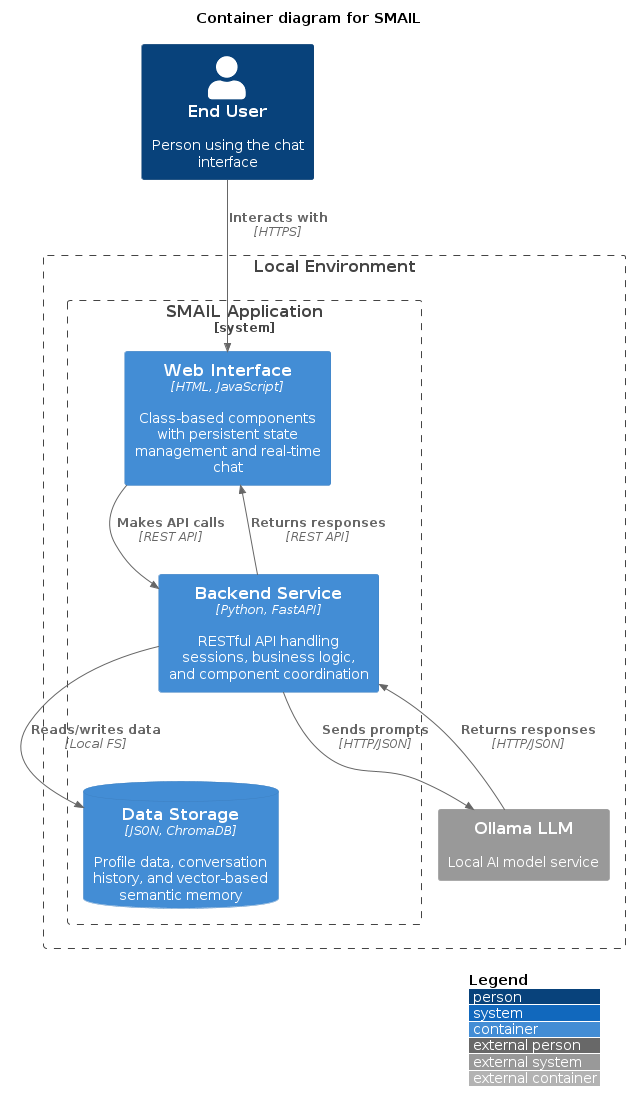 Container diagram for SMAIL
End User
Person using the chat
interface
Interacts with
[HTTPS]
Local Environment
SMAIL Application
[system]
Web Interface
[HTML, JavaScript]
Class-based components
with persistent state
management and real-time
chat
Makes API calls
[REST API]
Returns responses
[REST API]
Backend Service
[Python, FastAPI]
RESTful API handling
sessions, business logic,
and component coordination
Reads/writes data
[Local FS]
Sends prompts
[HTTP/JSON]
Returns responses
[HTTP/JSON]
Data Storage
[JSON, ChromaDB]
Profile data, conversation
history, and vector-based
semantic memory
Ollama LLM
Local AI model service
Legend
person
system
container
external person
external system
external container